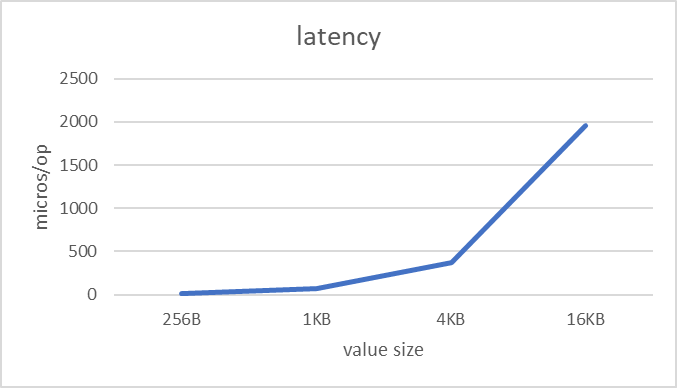 latency
2500
2000
1500
1000
500
0
micros/op
256B
1KB
4KB
16KB
value size